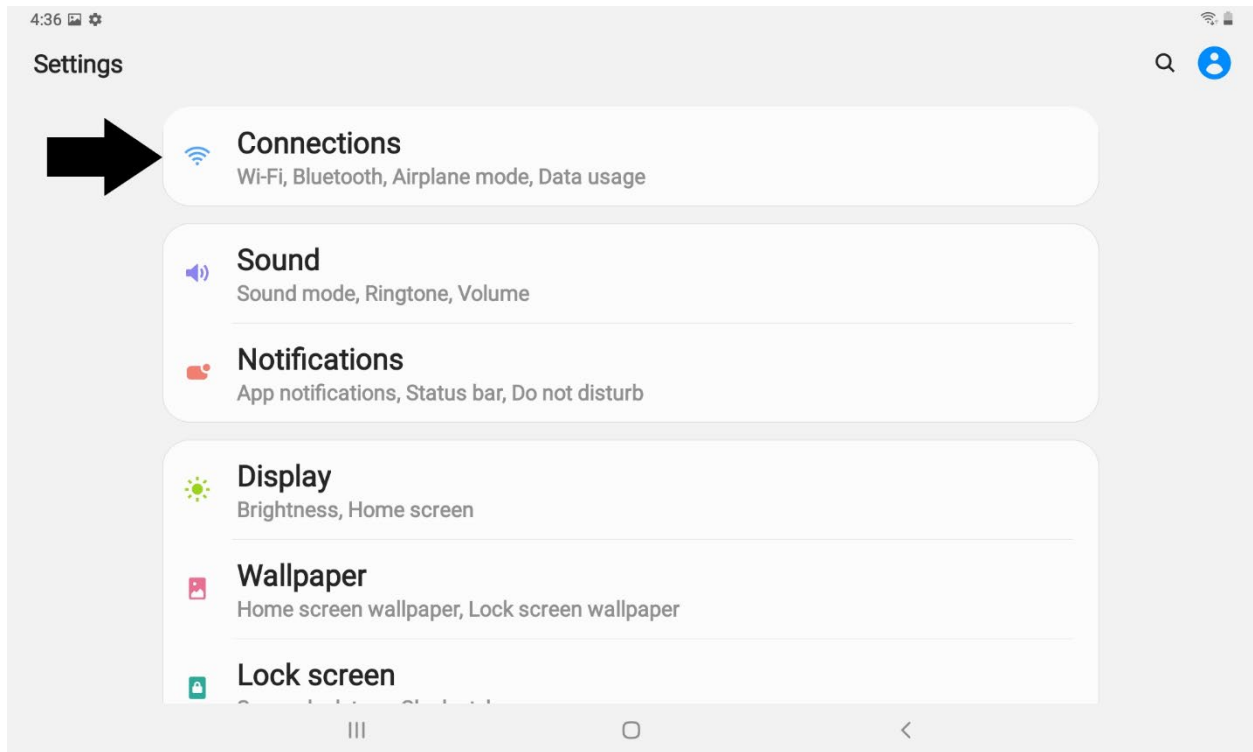 4:36
Settings
Connections
Wi-Fi, Bluetooth, Airplane mode, Data usage
Sound
Sound mode, Ringtone, Volume
Notifications
App notifications, Status bar, Do not disturb
Display
Brightness, Home screen
Wallpaper
Home screen wallpaper, Lock screen wallpaper
Lock screen